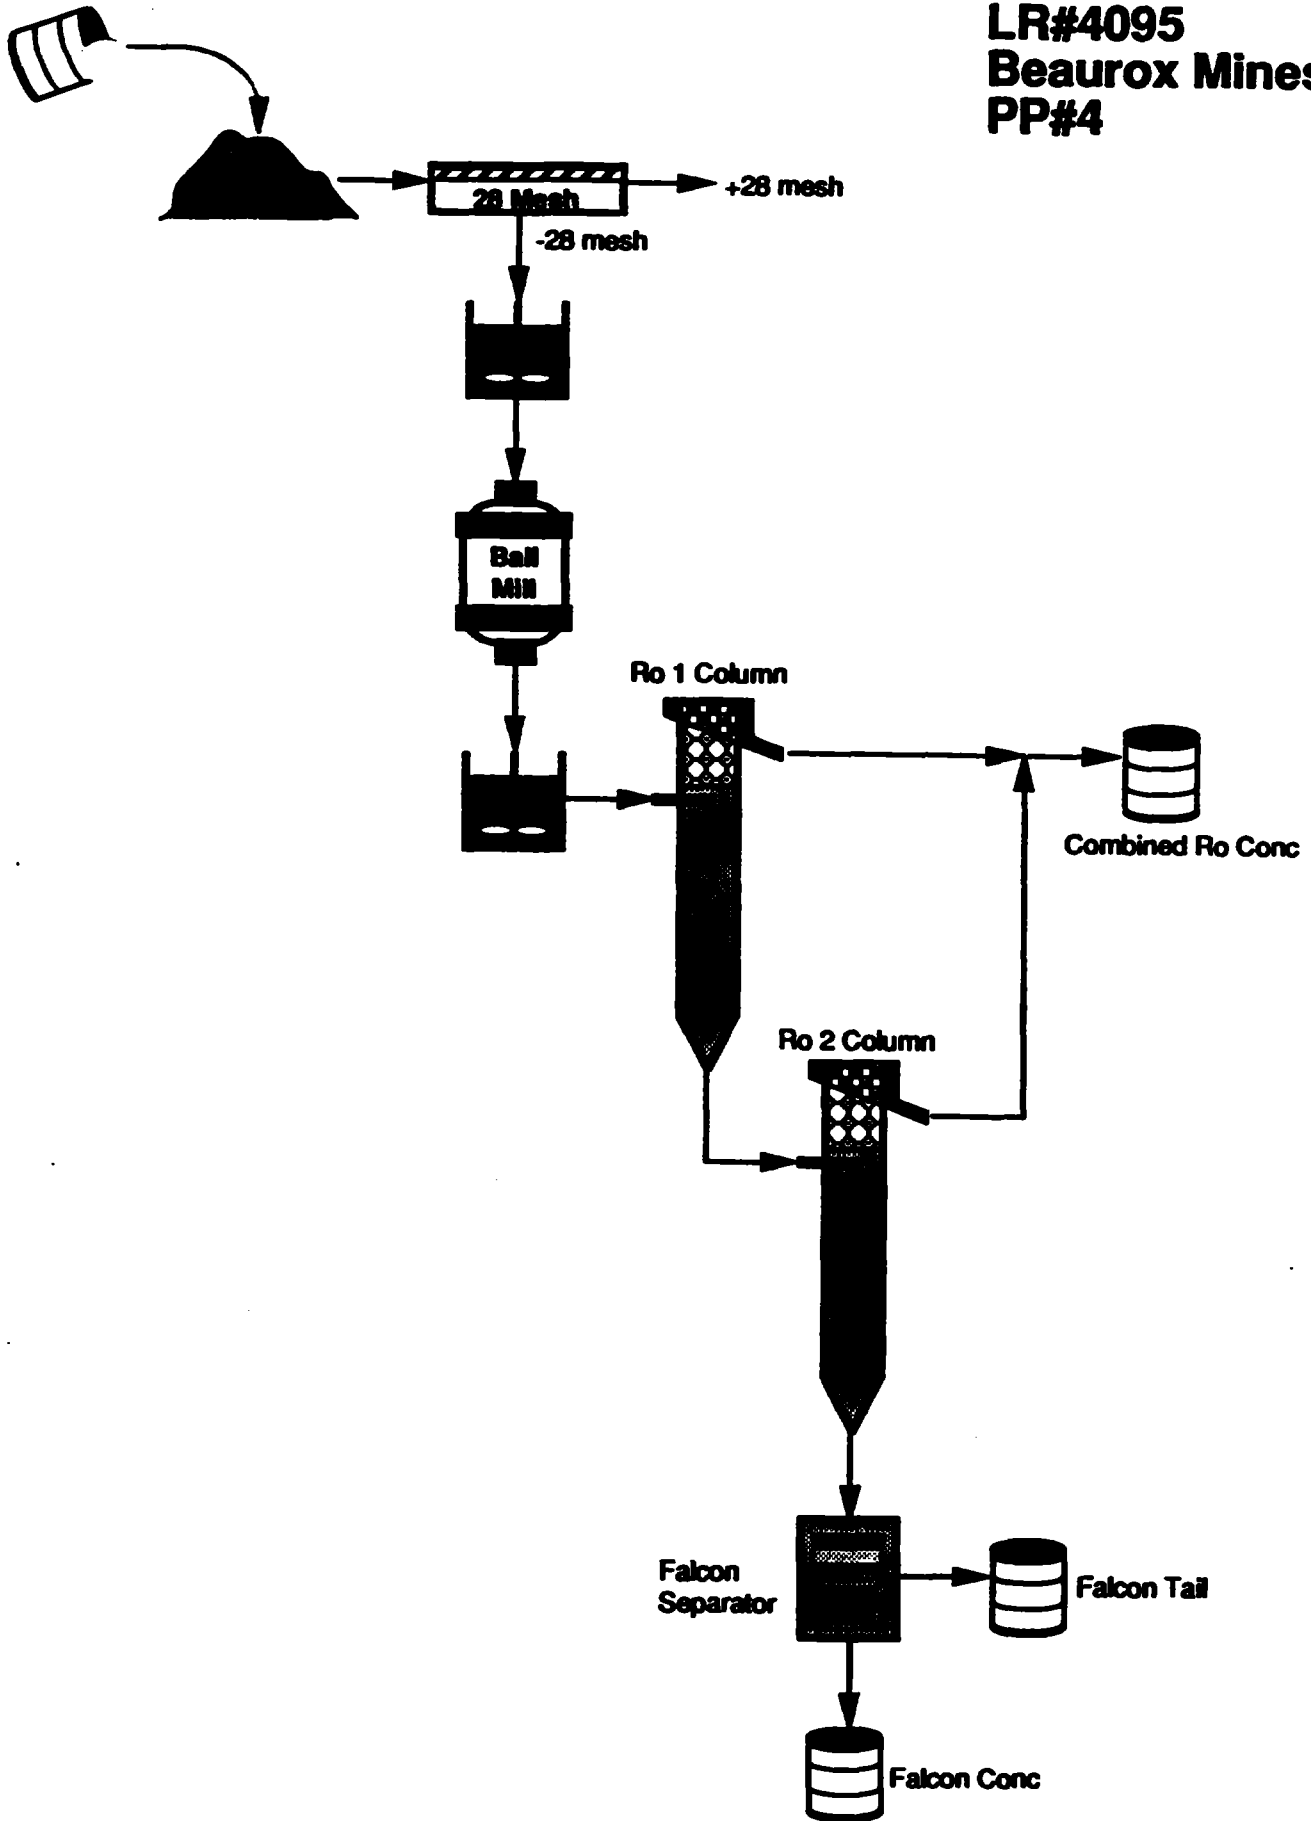 LR#4095
Beaurox Mines
PP#4
28 Mesh
+28 mesh
-28 mesh
Ball
Mill
Ro 1 Column
Combined Ro Conc
Ro 2 Column
Falcon
Separator
Falcon Tail
Falcon Conc